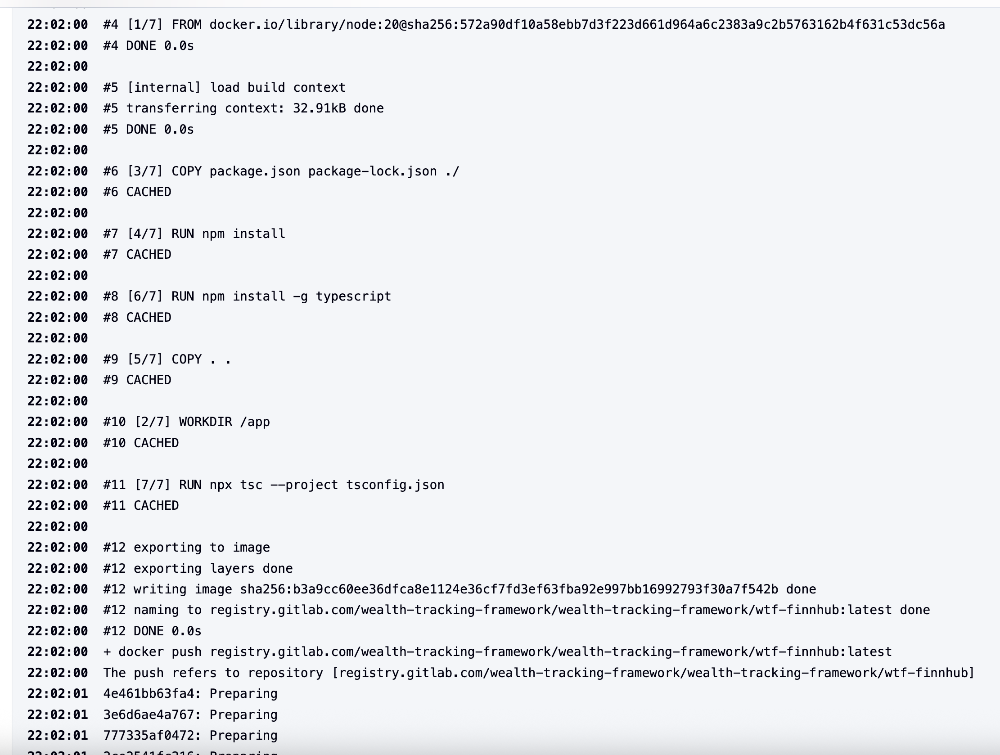 22:02:00 #4 [1/7] FROM docker.io/library/node:20@sha256:572a90df10a58ebb7d3f223d661d964a6c2383a9c2b5763162b4f631c53dc56a
22:02:00 #4 DONE 0.0s
22:02:00
22:02:00 #5 [internal] load build context
22:02:00 #5 transferring context: 32.91kB done
22:02:00 #5 DONE 0.0s
22:02:00
22:02:00 #6 [3/7] COPY package.json package-lock.json ./
22:02:00 #6 CACHED
22:02:00
22:02:00 #7 [4/7] RUN npm install
22:02:00 #7 CACHED
22:02:00
22:02:00 #8 [6/7] RUN npm install -g typescript
22:02:00 #8 CACHED
22:02:00
22:02:00 #9 [5/7] COPY . .
22:02:00 #9 CACHED
22:02:00
22:02:00 #10 [2/7] WORKDIR /app
22:02:00 #10 CACHED
22:02:00
22:02:00 #11 [7/7] RUN npx tsc --project tsconfig.json
22:02:00 #11 CACHED
22:02:00
22:02:00 #12 exporting to image
22:02:00 #12 exporting layers done
22:02:00 #12 writing image sha256:b3a9cc60ee36dfca8e1124e36cf7fd3ef63fba92e997bb16992793f30a7f542b done
22:02:00 #12 naming to registry.gitlab.com/wealth-tracking-framework/wealth-tracking-framework/wtf-finnhub:latest done
22:02:00 #12 DONE 0.0s
22:02:00 + docker push registry.gitlab.com/wealth-tracking-framework/wealth-tracking-framework/wtf-finnhub:latest
22:02:00 The push refers to repository [registry.gitlab.com/wealth-tracking-framework/wealth-tracking-framework/wtf-finnhub]
22:02:01 4e461bb63fa4: Preparing
22:02:01 3e6d6ae4a767: Preparing
22:02:01 777335af0472: Preparing
22:02:01 Preparing